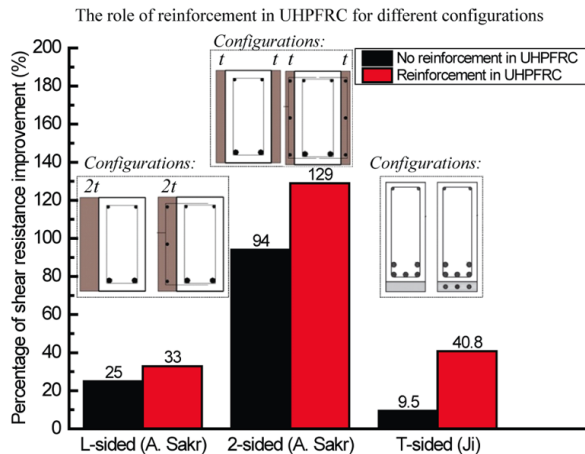 The role of reinforcement in UHPFRC for different configurations
Percentage of shear resistance improvement (%)
200
180
160
140
120
100
80
60
40
20
0
No reinforcement in UHPFRC
Reinforcement in UHPFRC
Configurations:
t t t t
Configurations:
2t 2t
Configurations:
25
33
94
129
9.5
40.8
L-sided (A. Sakr)
2-sided (A. Sakr)
T-sided (Ji)